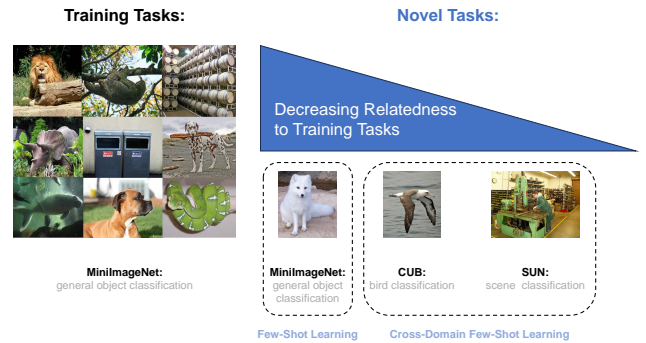 Training Tasks:
Novel Tasks:
Decreasing Relatedness
to Training Tasks
MiniImageNet:
general object classification
MiniImageNet:
general object
classification
CUB:
bird classification
SUN:
scene classification
Few-Shot Learning
Cross-Domain Few-Shot Learning